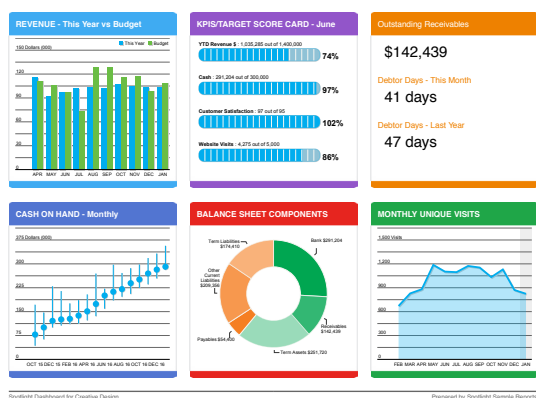 REVENUE - This Year vs Budget
150 Dollars (000)
This Year
Budget
120
90
60
30
0
APR MAY JUN JUL AUG SEP OCT NOV DEC JAN
KPIS/TARGET SCORE CARD - June
YTD Revenue $ : 1,035,285 out of 1,400,000
74%
Cash : 291,204 out of 300,000
97%
Customer Satisfaction : 97 out of 95
102%
Website Visits : 4,275 out of 5,000
86%
Outstanding Receivables
$142,439
Debtor Days - This Month
41 days
Debtor Days - Last Year
47 days
CASH ON HAND - Monthly
375 Dollars (000)
300
225
150
75
0
OCT 15 DEC 15 FEB 16 APR 16 JUN 16 AUG 16 OCT 16 DEC 16
BALANCE SHEET COMPONENTS
Term Liabilities
$174,410
Bank $291,204
Other
Current
Liabilities
$209,356
Receivables
$142,439
Payables $54,400
Term Assets $251,720
MONTHLY UNIQUE VISITS
1,500 Visits
1,200
900
600
300
0
FEB MAR APR MAY JUN JUL AUG SEP OCT NOV DEC JAN
Spotlight Dashboard for Creative Design
Prepared by Spotlight Sample Reports